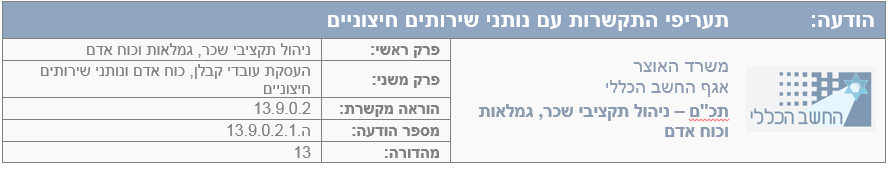 הודעה: תעריפי התקשרות עם נותני שירותים חיצוניים
החשב הכללי
משרד האוצר
אגף החשב הכללי
תכ"ם – ניהול תקציבי שכר, גמלאות
וכוח אדם
פרק ראשי: ניהול תקציבי שכר, גמלאות וכוח אדם
פרק משני: העסקת עובדי קבלן, כוח אדם ונותני שירותים
חיצוניים
הוראה מקשרת: 13.9.0.2
מספר הודעה: ה.13.9.0.2.1
מהדורה: 13